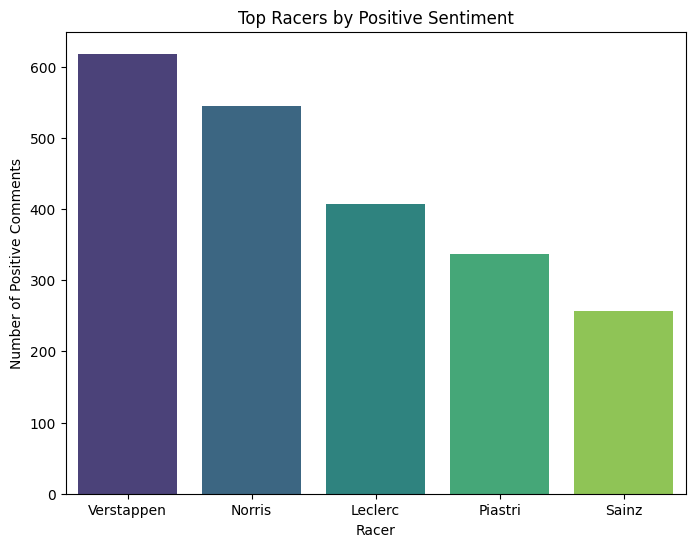 Top Racers by Positive Sentiment
Number of Positive Comments
600
500
400
300
200
100
0
Verstappen Norris Leclerc Piastri Sainz
Racer